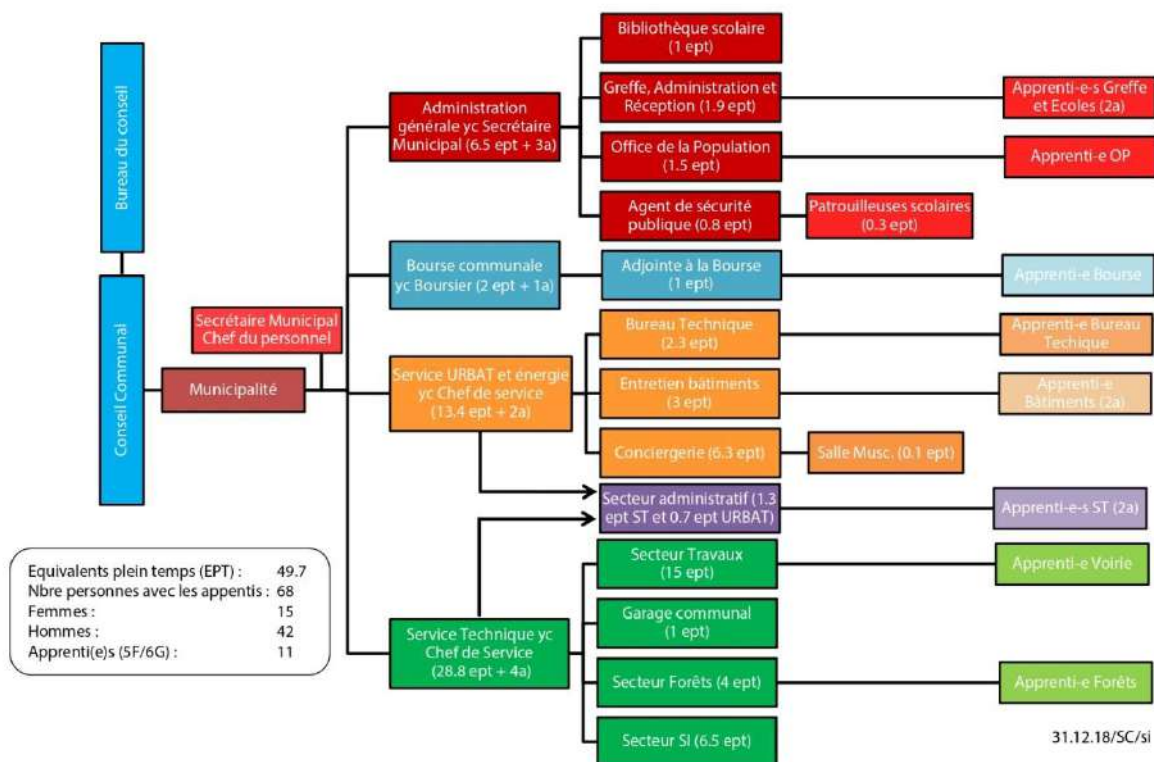 Bureau du conseil
Conseil Communal
Secrétaire Municipal
Chef du personnel
Municipalité
Administration
générale yc Secrétaire
Municipal (6.5 ept + 3a)
Bibliothèque scolaire
(1 ept)
Greffe, Administration et
Réception (1.9 ept)
Apprenti-e-s Greffe
et Ecoles (2a)
Office de la Population
(1.5 ept)
Apprenti-e OP
Agent de sécurité
publique (0.8 ept)
Patrouilleuses scolaires
(0.3 ept)
Bourse communale
yc Boursier (2 ept + 1a)
Adjointe à la Bourse
(1 ept)
Apprenti-e Bourse
Service URBAT et énergie
yc Chef de service
(13.4 ept + 2a)
Bureau Technique
(2.3 ept)
Apprenti-e Bureau
Techique
Entretien bâtiments
(3 ept)
Apprenti-e
Bâtiments (2a)
Conciergerie (6.3 ept)
Salle Musc. (0.1 ept)
Secteur administratif (1.3
ept ST et 0.7 ept URBAT)
Apprenti-e-s ST (2a)
Service Technique yc
Chef de Service
(28.8 ept + 4a)
Secteur Travaux
(15 ept)
Apprenti-e Voirie
Garage communal
(1 ept)
Secteur Forêts (4 ept)
Apprenti-e Forêts
Secteur SI (6.5 ept)
Equivalents plein temps (EPT) : 49.7
Nbre personnes avec les appentis : 68
Femmes : 15
Hommes : 42
Apprenti(e)s (5F/6G) : 11
31.12.18/SC/si